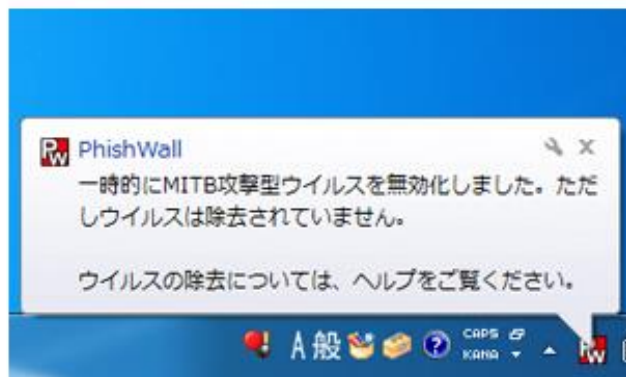 PhishWall
一時的にMITB攻撃型ウイルスを無効化しました。ただ
しウイルスは除去されていません。
ウイルスの除去については、ヘルプをご覧ください。
A 般 CAPS
KANA
PW